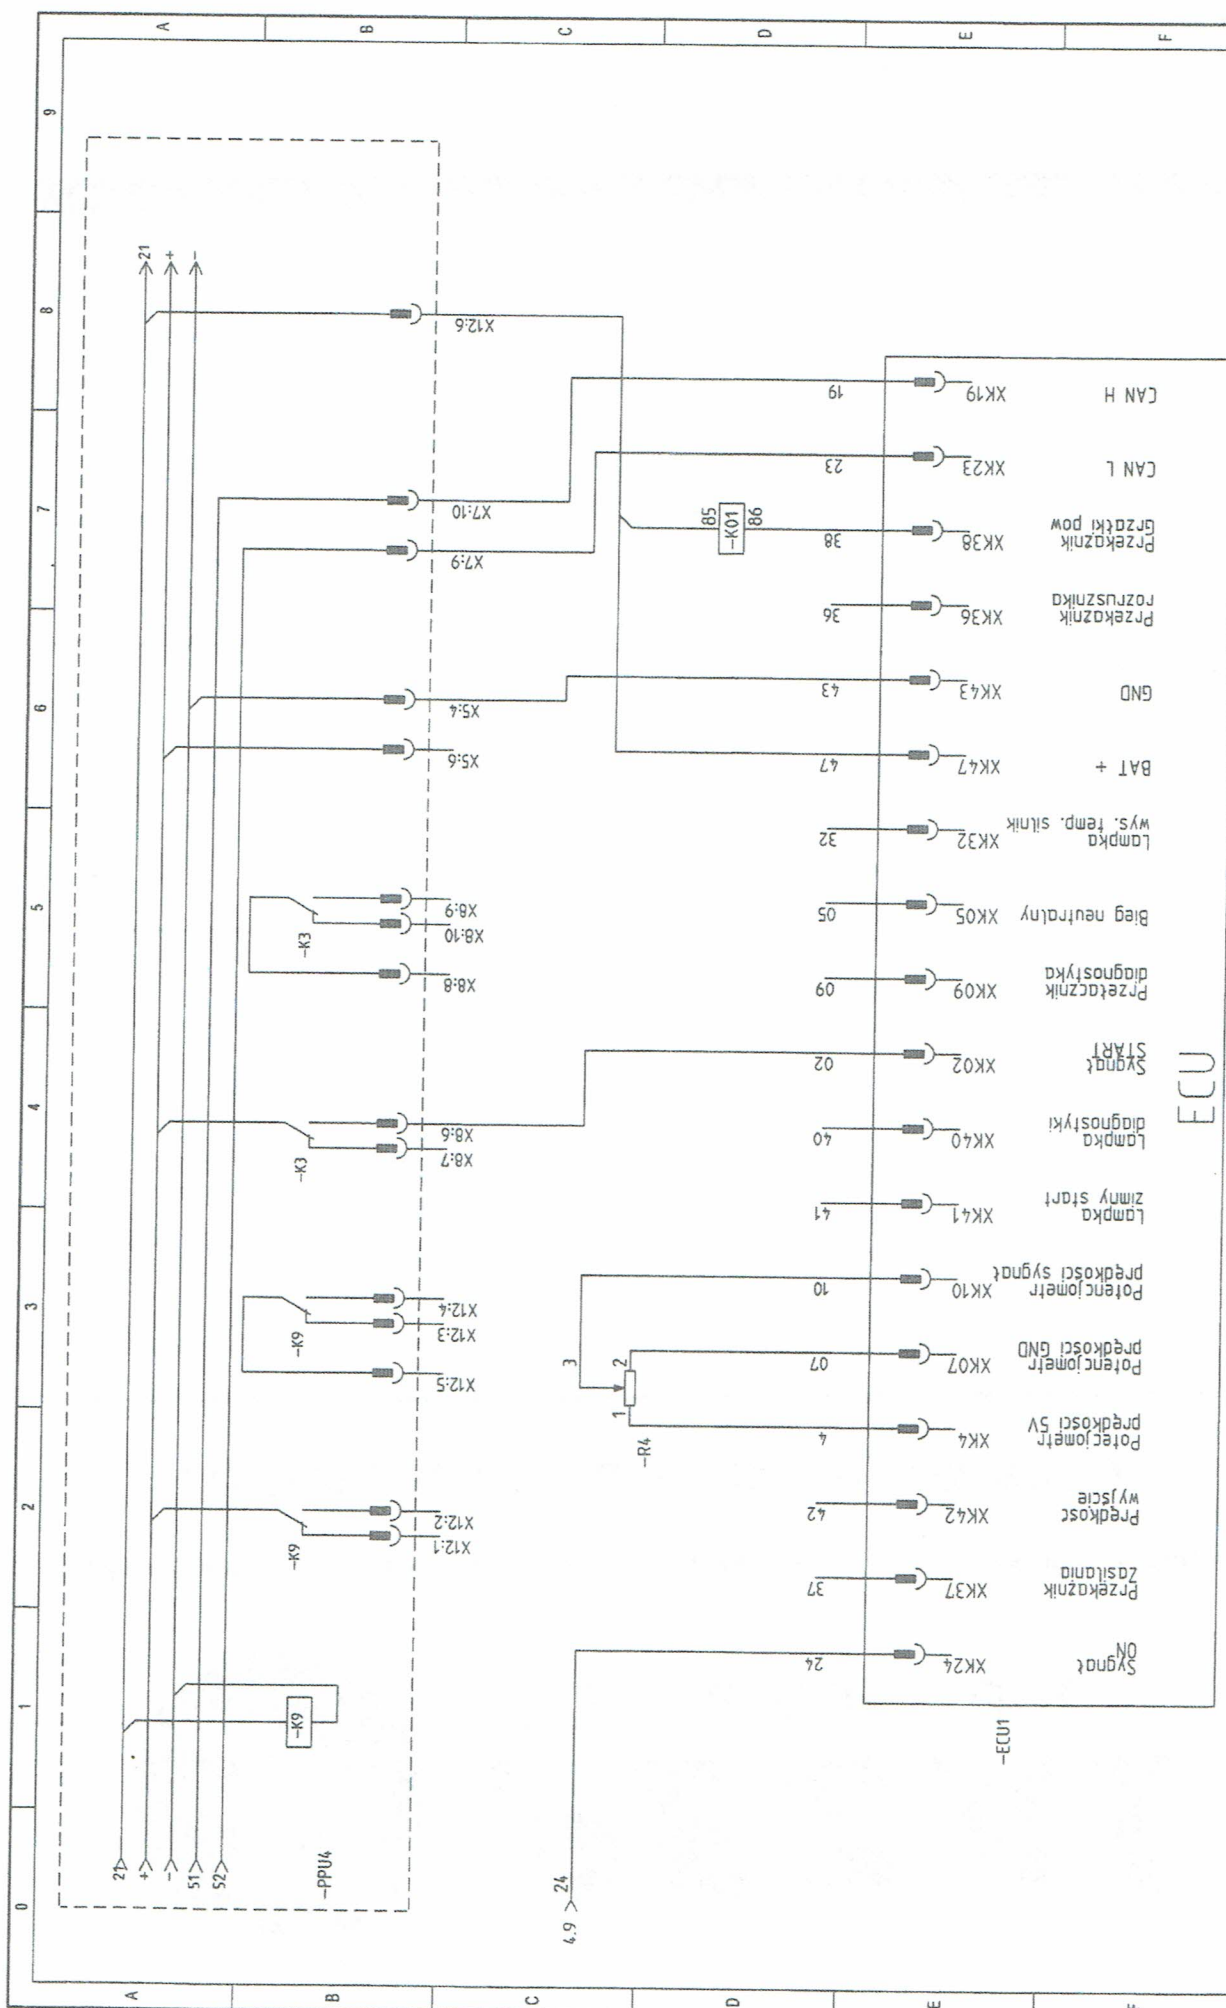 0
1
2
3
4
5
6
7
8
9
A
B
C
D
E
F
A
B
C
D
E
21
+
-
51
52
21
+
-
-PPU4
-K9
-K9
-K9
-K3
-K3
X12:1
X12:2
X12:5
X12:3
X12:4
X8:7
X8:6
X8:8
X8:10
X8:9
X5:6
X5:4
X7:9
X7:10
X12:6
4.9
24
-R4
1
2
3
85
-K01
86
24
37
42
4
07
10
41
40
02
09
05
32
47
43
36
38
23
19
XK24
XK37
XK42
XK4
XK07
XK10
XK41
XK40
XK02
XK09
XK05
XK32
XK47
XK43
XK36
XK38
XK23
XK19
Sygnał
ON
Przekaźnik
Zasilania
Prędkość
wyjście
Potecjometr
prędkości 5V
Potencjometr
prędkości GND
Potencjometr
prędkości sygnał
Lampka
zimny start
Lampka
diagnostyki
Sygnał
START
Przełącznik
diagnostyka
Bieg neutralny
Lampka
wys. temp. silnik
BAT +
GND
Przekaźnik
rozrusznika
Przekaźnik
Grzałki pow
CAN L
CAN H
-ECU1
ECU